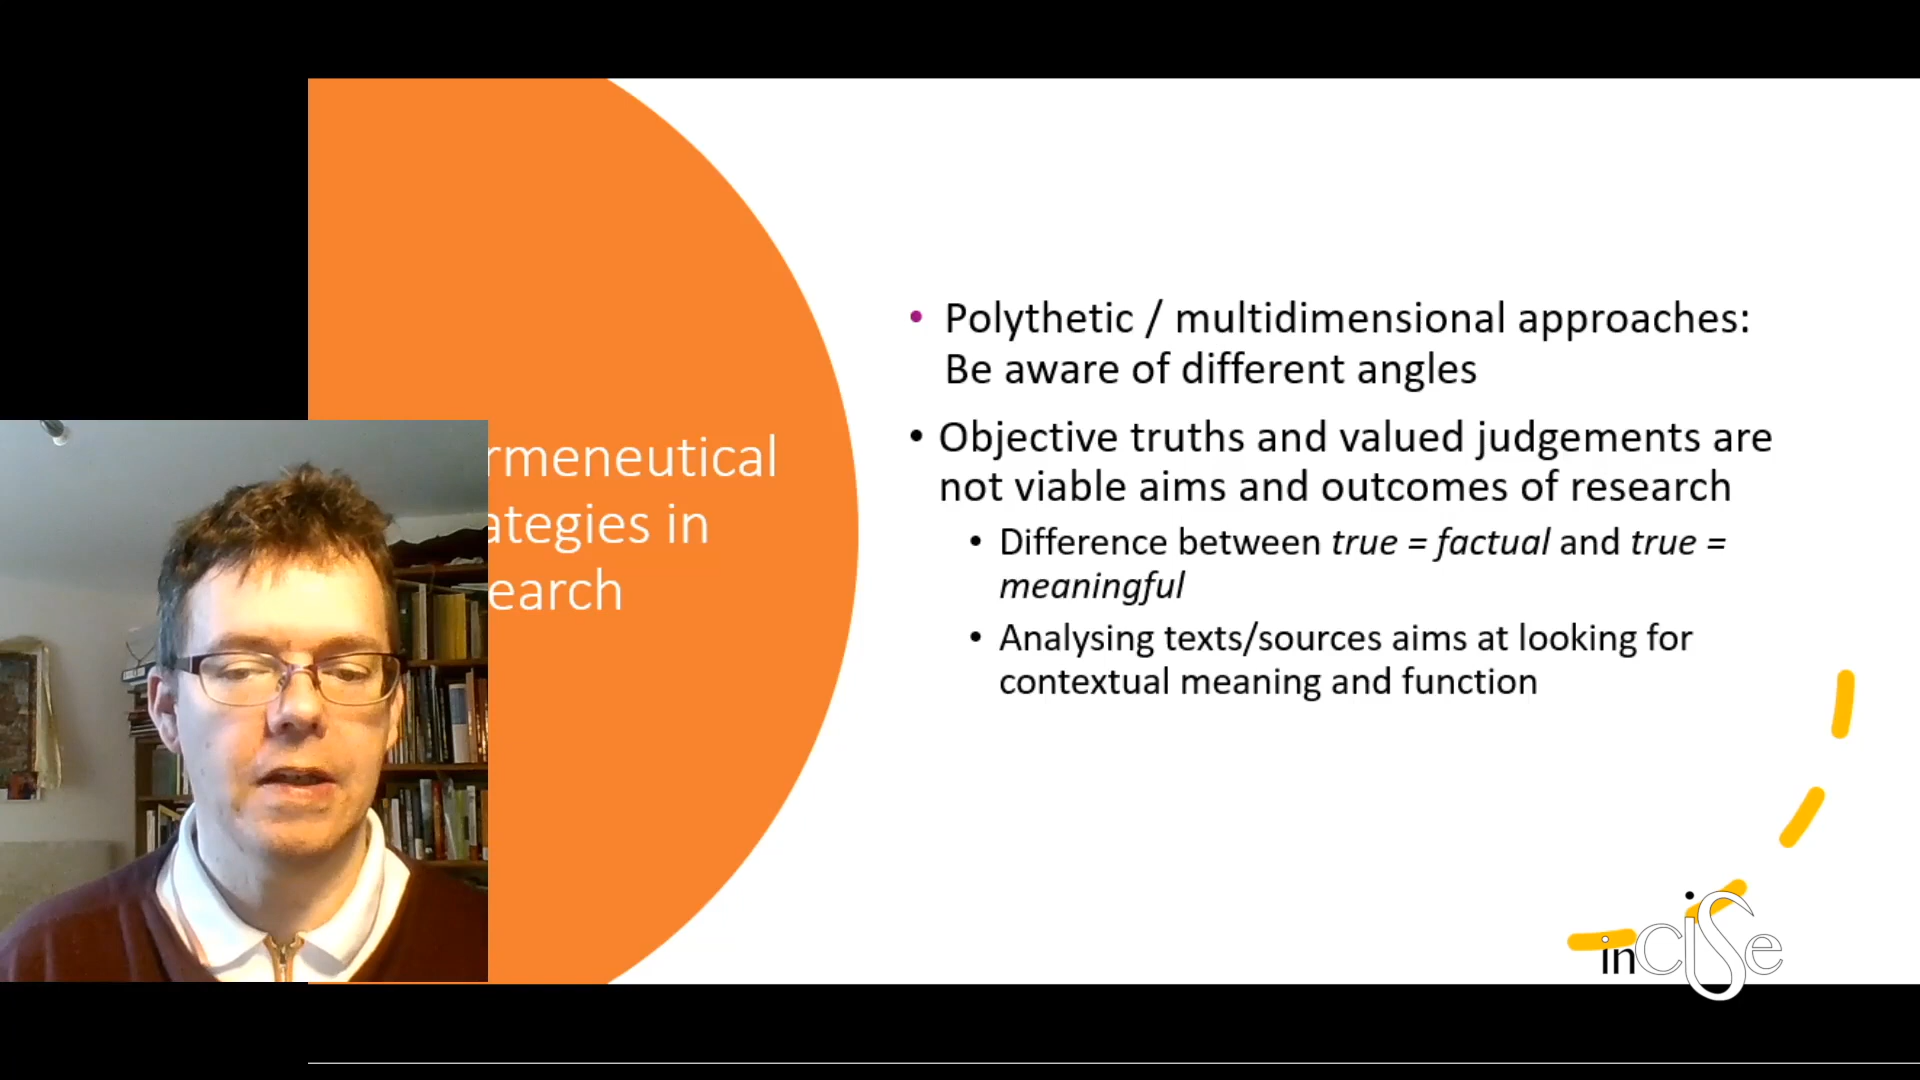 rmeneutical
ategies in
earch
• Polythetic / multidimensional approaches:
Be aware of different angles
• Objective truths and valued judgements are
not viable aims and outcomes of research
• Difference between true = factual and true =
meaningful
• Analysing texts/sources aims at looking for
contextual meaning and function
inciSe